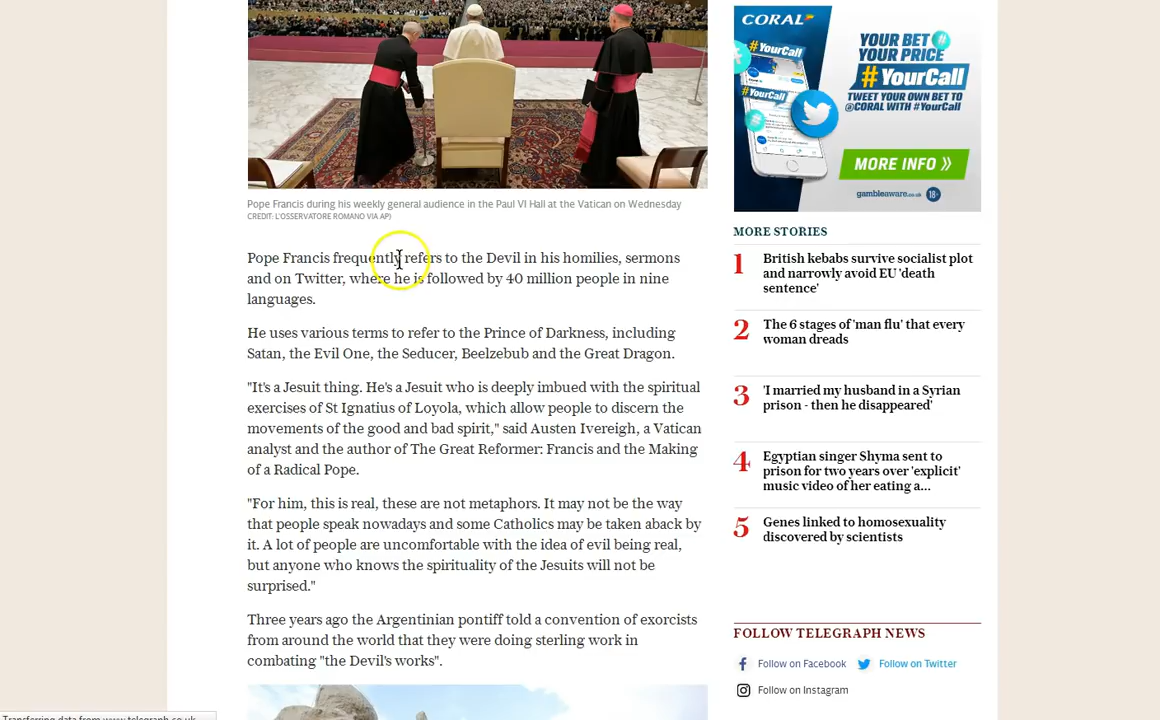 Pope Francis during his weekly general audience in the Paul VI Hall at the Vatican on Wednesday
CREDIT: L'OSSERVATORE ROMANO VIA AP)
Pope Francis frequently refers to the Devil in his homilies, sermons
and on Twitter, where he is followed by 40 million people in nine
languages.
He uses various terms to refer to the Prince of Darkness, including
Satan, the Evil One, the Seducer, Beelzebub and the Great Dragon.
"It's a Jesuit thing. He's a Jesuit who is deeply imbued with the spiritual
exercises of St Ignatius of Loyola, which allow people to discern the
movements of the good and bad spirit," said Austen Ivereigh, a Vatican
analyst and the author of The Great Reformer: Francis and the Making
of a Radical Pope.
"For him, this is real, these are not metaphors. It may not be the way
that people speak nowadays and some Catholics may be taken aback by
it. A lot of people are uncomfortable with the idea of evil being real,
but anyone who knows the spirituality of the Jesuits will not be
surprised."
Three years ago the Argentinian pontiff told a convention of exorcists
from around the world that they were doing sterling work in
combating "the Devil's works".
CORAL
#YourCall
#YourCall
YOUR BET
YOUR PRICE
#YourCall
TWEET YOUR OWN BET TO
@CORAL WITH #YourCall
MORE INFO »
gambleaware.co.uk 18+
MORE STORIES
1 British kebabs survive socialist plot
and narrowly avoid EU 'death
sentence'
2 The 6 stages of 'man flu' that every
woman dreads
3 'I married my husband in a Syrian
prison - then he disappeared'
4 Egyptian singer Shyma sent to
prison for two years over 'explicit'
music video of her eating a...
5 Genes linked to homosexuality
discovered by scientists
FOLLOW TELEGRAPH NEWS
Follow on Facebook
Follow on Twitter
Follow on Instagram
Transferring data from www.telegraph.co.uk...